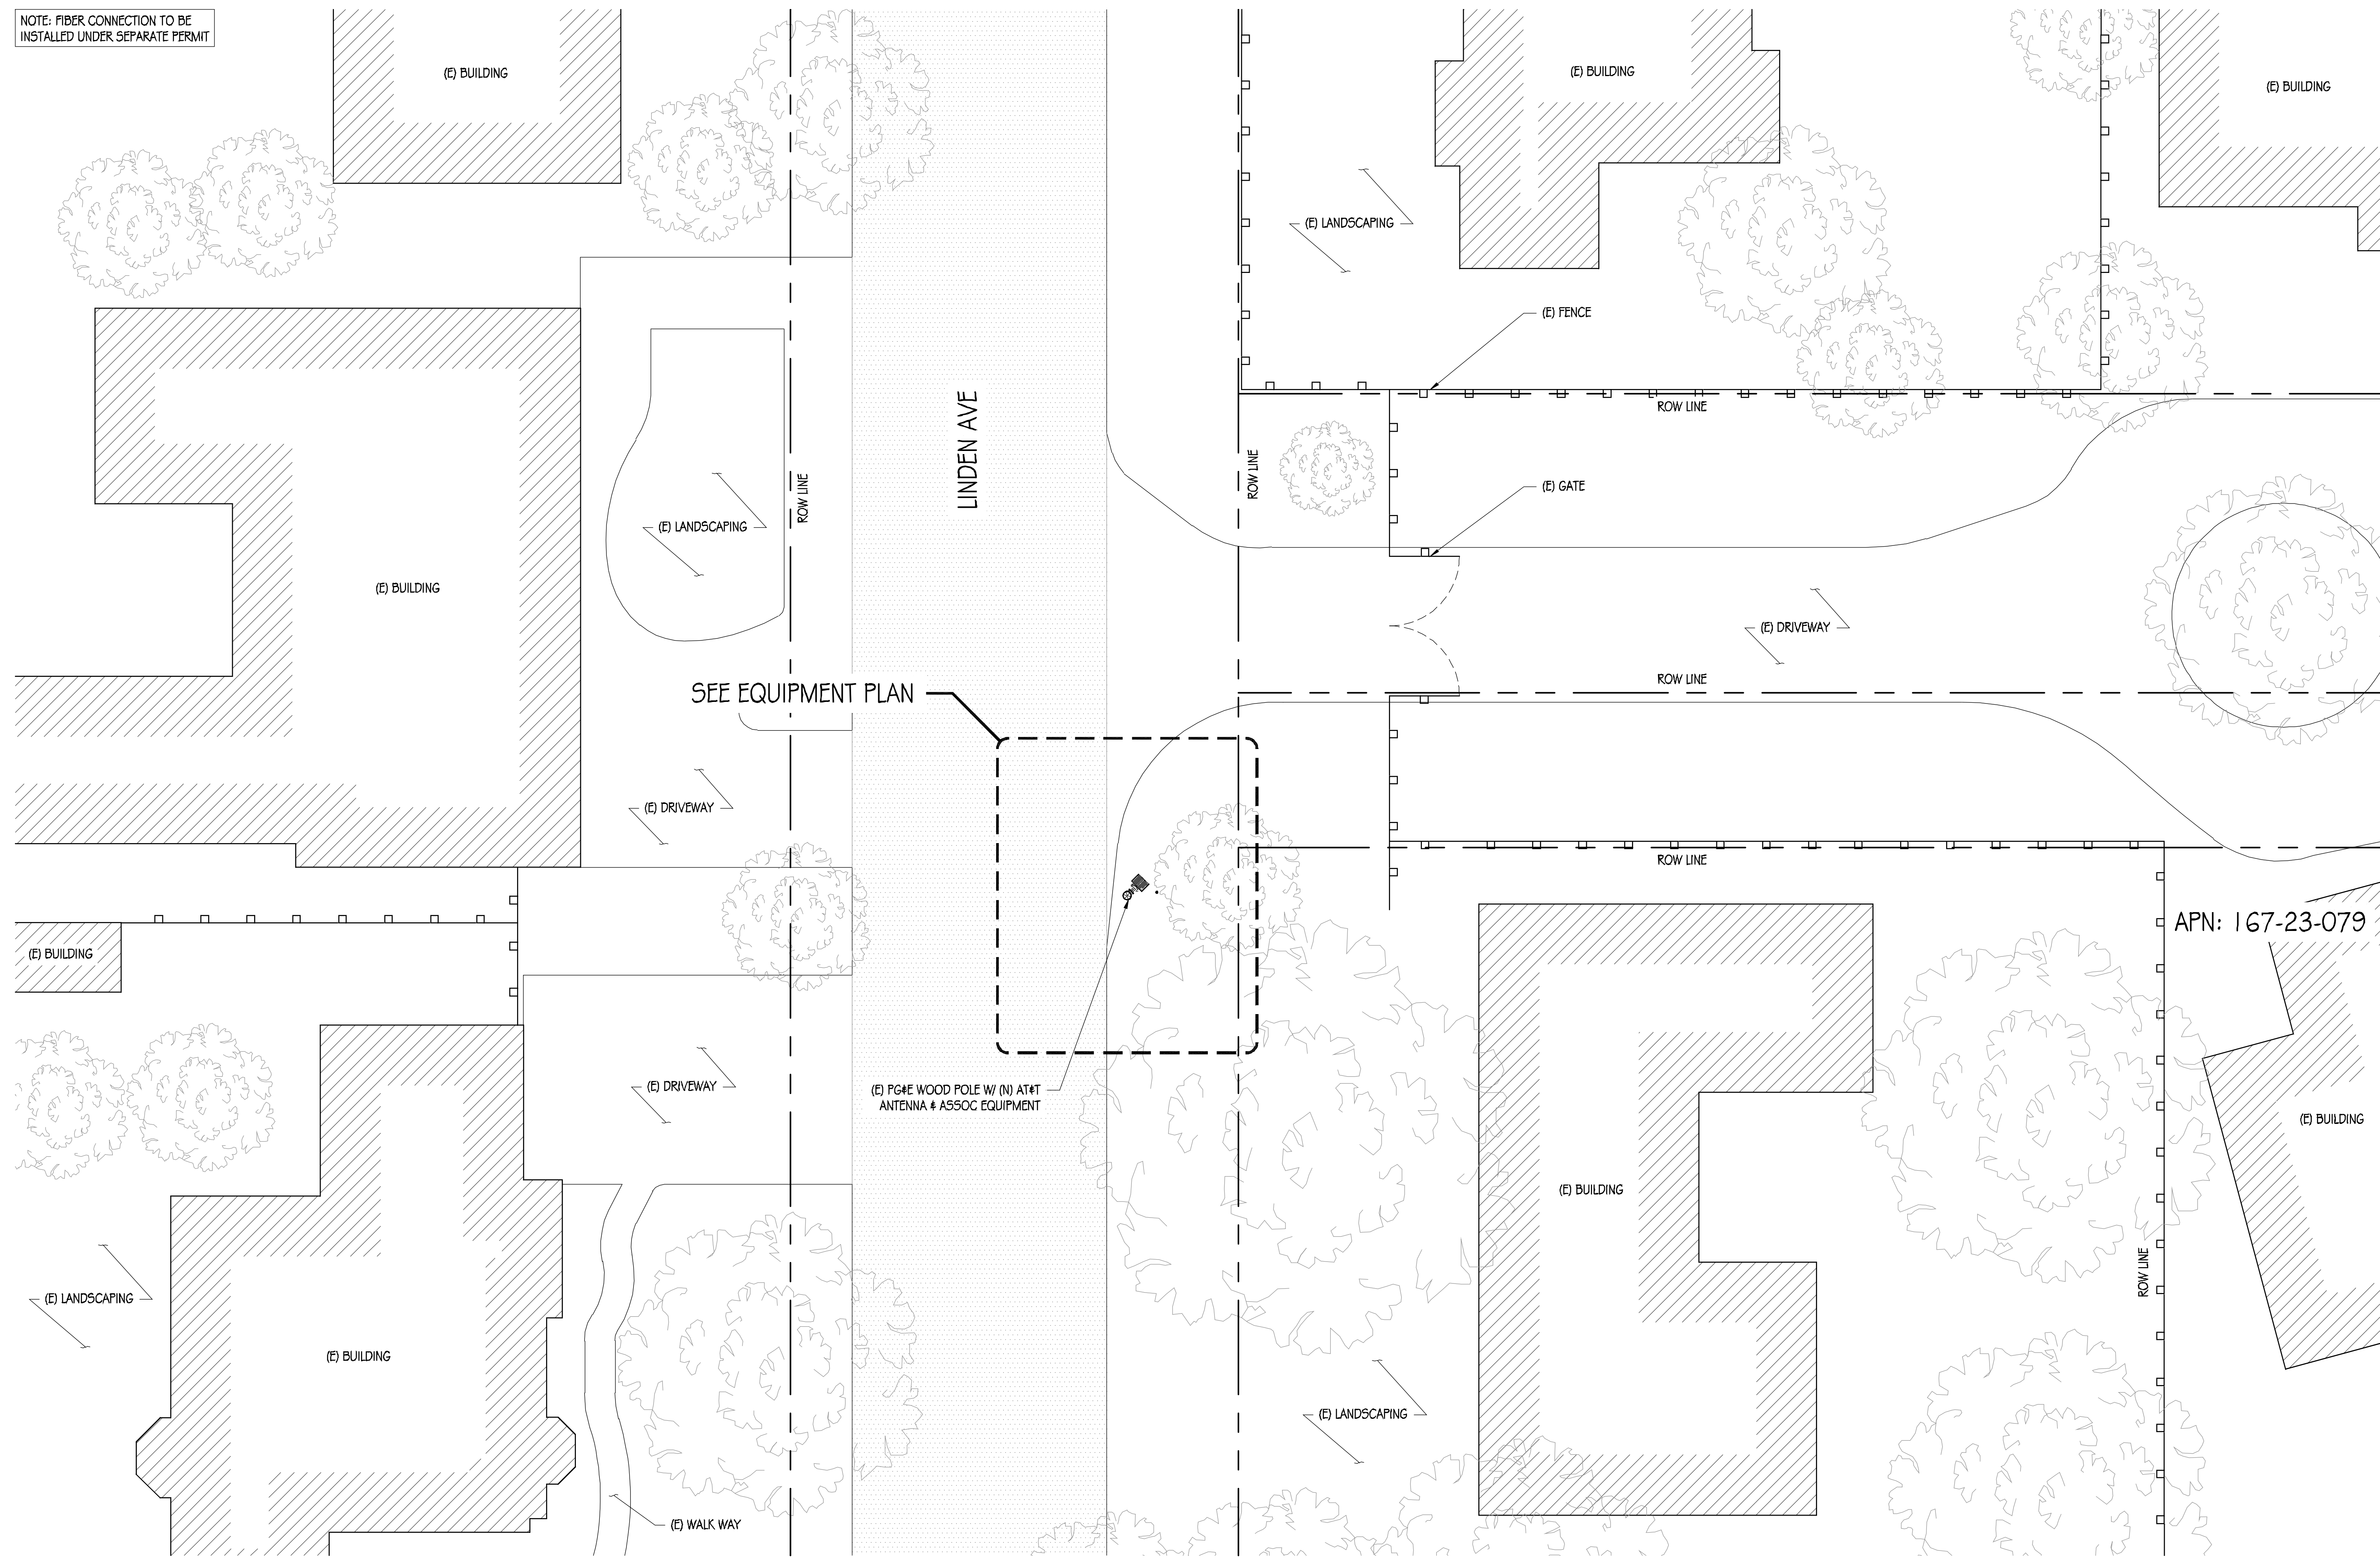 NOTE: FIBER CONNECTION TO BE
INSTALLED UNDER SEPARATE PERMIT
(E) BUILDING
(E) BUILDING
(E) BUILDING
(E) LANDSCAPING
(E) FENCE
ROW LINE
LINDEN AVE
ROW LINE
ROW LINE
(E) GATE
(E) LANDSCAPING
(E) BUILDING
(E) DRIVEWAY
ROW LINE
SEE EQUIPMENT PLAN
(E) DRIVEWAY
ROW LINE
APN: 167-23-079
(E) BUILDING
(E) DRIVEWAY
(E) PG&E WOOD POLE W/ (N) AT&T
ANTENNA & ASSOC EQUIPMENT
(E) BUILDING
(E) BUILDING
ROW LINE
(E) LANDSCAPING
(E) BUILDING
(E) LANDSCAPING
(E) WALK WAY